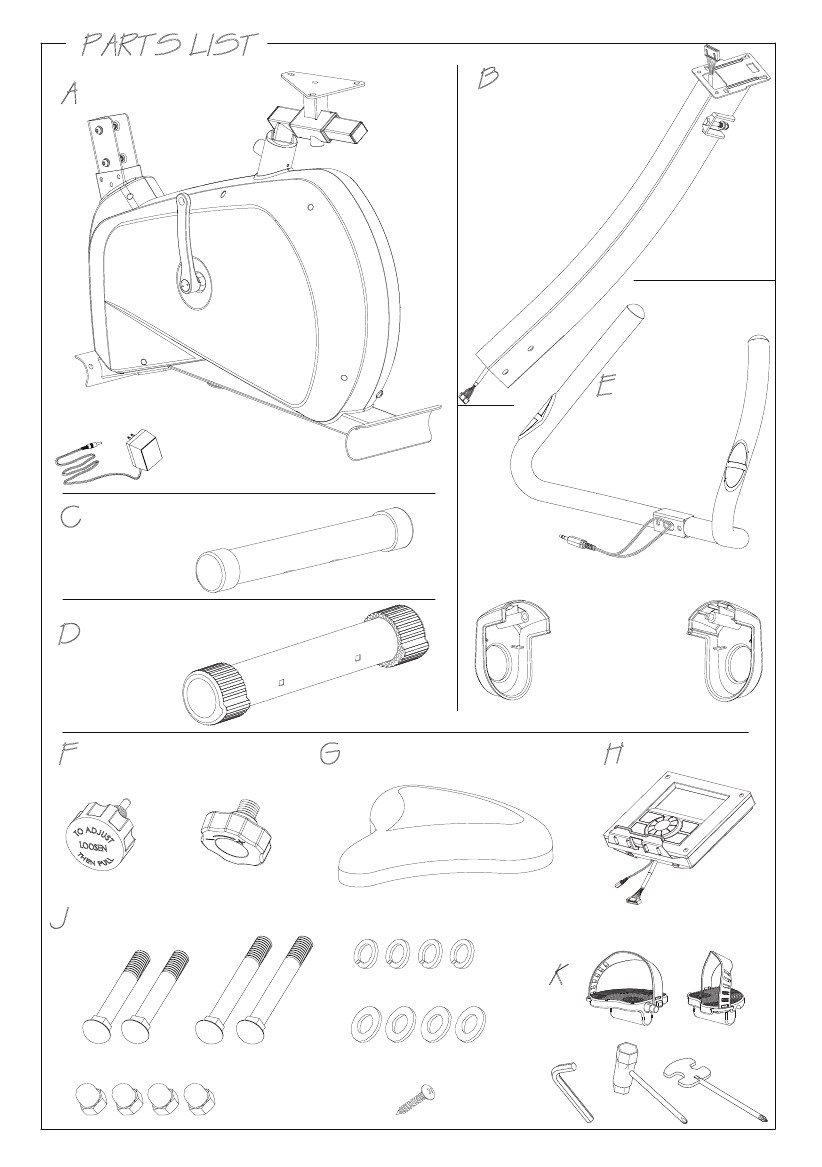 PARTS LIST
A
B
E
C
D
F
G
H
TO ADJUST
LOOSEN
THEN PULL
J
K